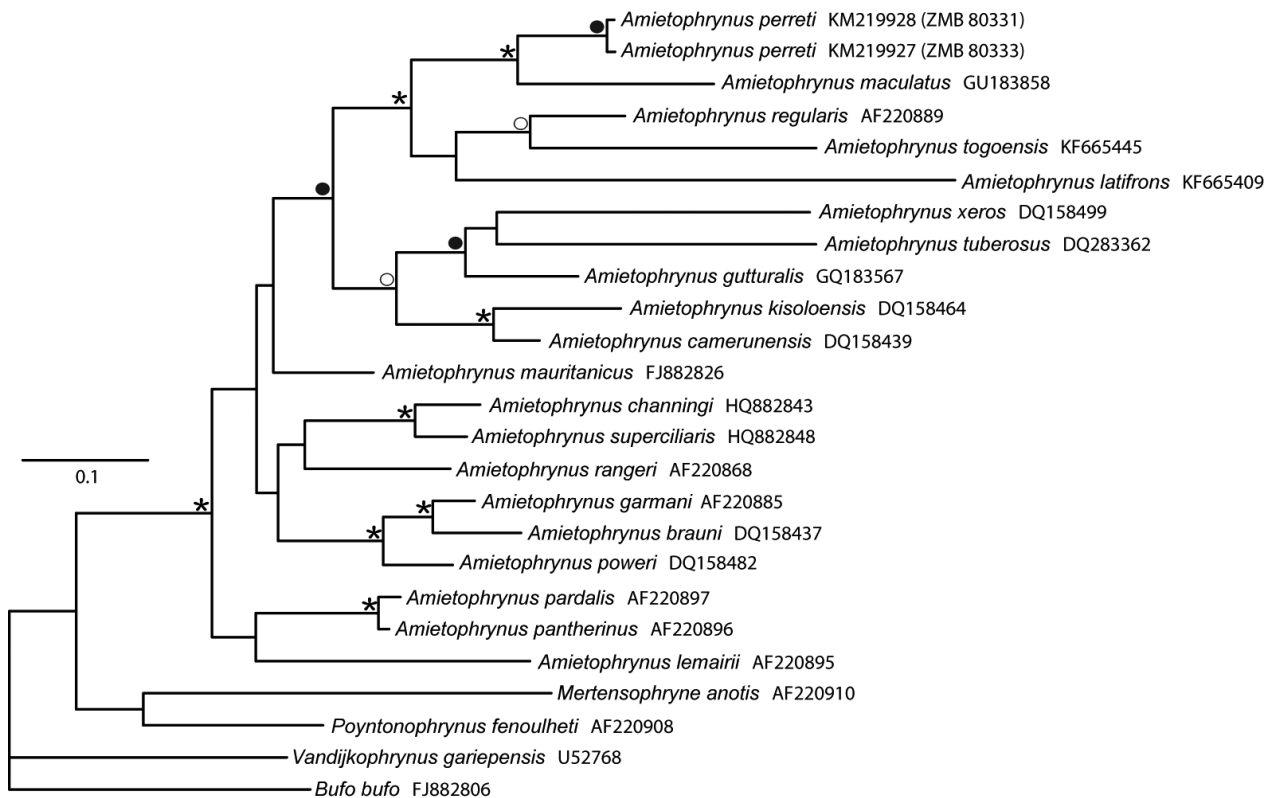 Amietophrynus perreti KM219928 (ZMB 80331)
Amietophrynus perreti KM219927 (ZMB 80333)
Amietophrynus maculatus GU183858
Amietophrynus regularis AF220889
Amietophrynus togoensis KF665445
Amietophrynus latifrons KF665409
Amietophrynus xeros DQ158499
Amietophrynus tuberosus DQ283362
Amietophrynus gutturalis GQ183567
Amietophrynus kisoloensis DQ158464
Amietophrynus camerunensis DQ158439
Amietophrynus mauritanicus FJ882826
Amietophrynus channingi HQ882843
Amietophrynus superciliaris HQ882848
Amietophrynus rangeri AF220868
0.1
Amietophrynus garmani AF220885
Amietophrynus brauni DQ158437
Amietophrynus poweri DQ158482
Amietophrynus pardalis AF220897
Amietophrynus pantherinus AF220896
Amietophrynus lemairii AF220895
Mertensophryne anotis AF220910
Poyntonophrynus fenoulheti AF220908
Vandijkophrynus gariepensis U52768
Bufo bufo FJ882806